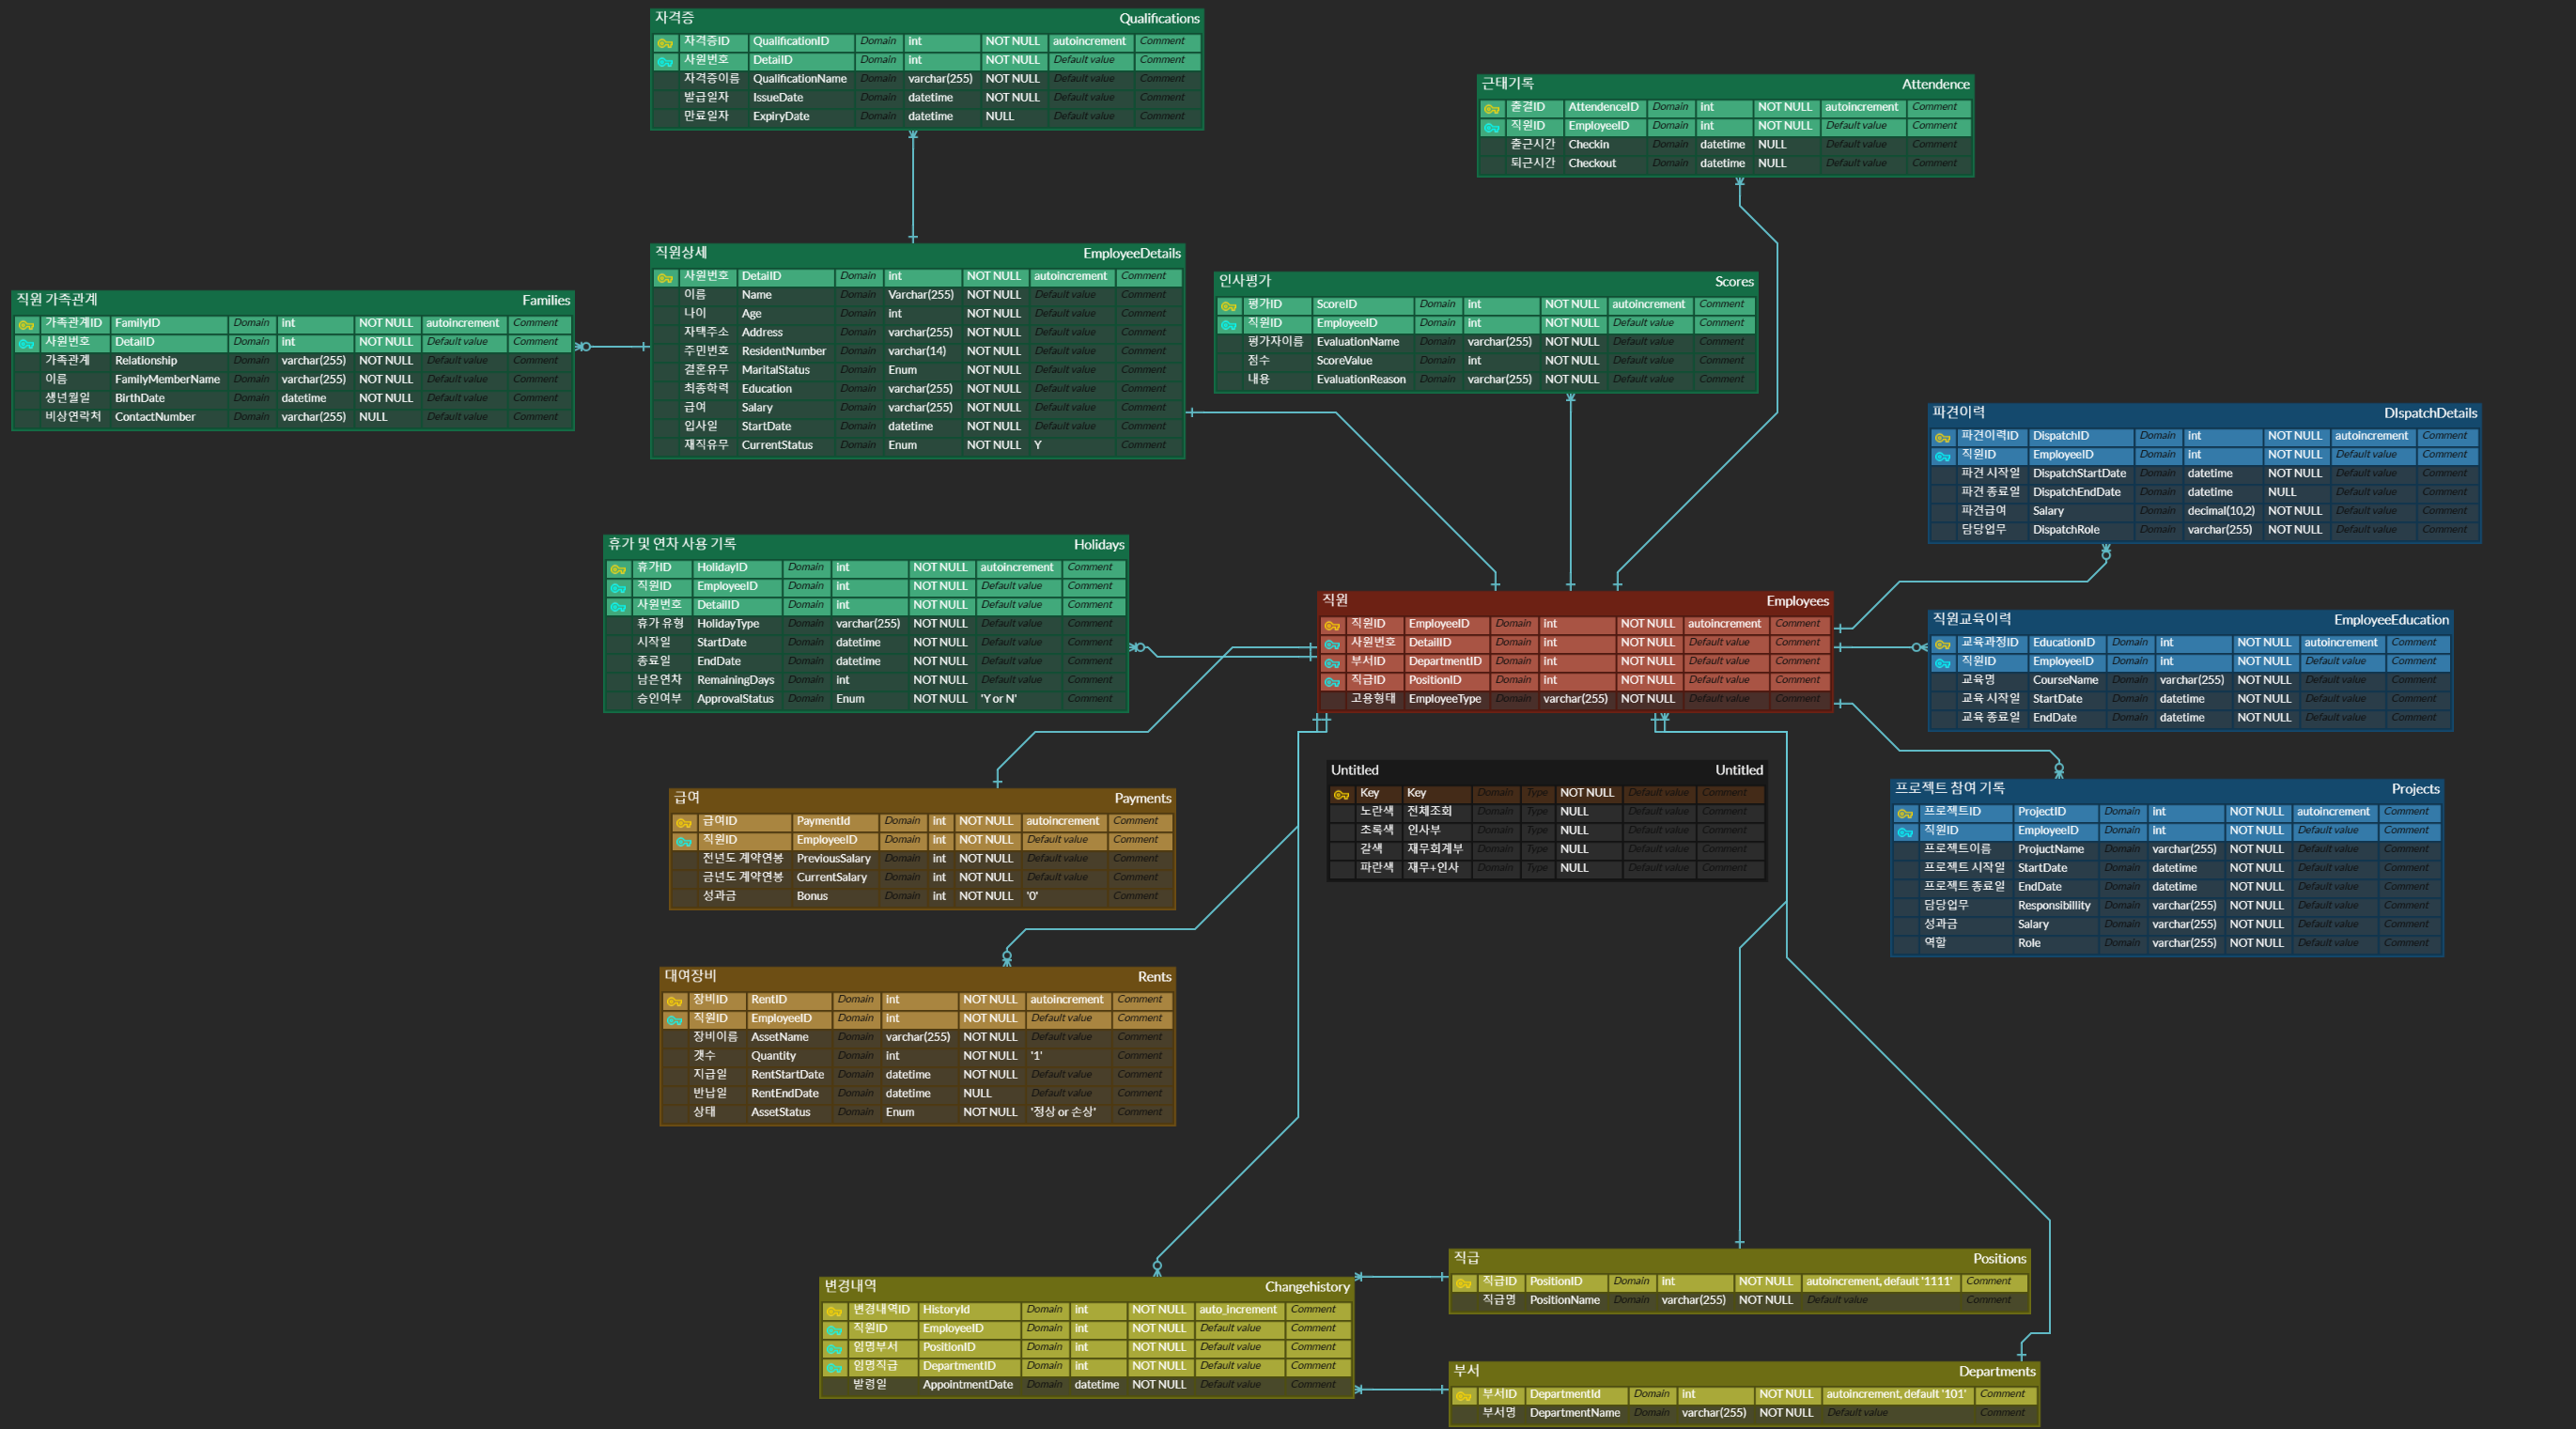 자격증 Qualifications
자격증ID QualificationID Domain int NOT NULL autoincrement Comment
사원번호 DetailID Domain int NOT NULL Default value Comment
자격증이름 QualificationName Domain varchar(255) NOT NULL Default value Comment
발급일자 IssueDate Domain datetime NOT NULL Default value Comment
만료일자 ExpiryDate Domain datetime NULL Default value Comment
근태기록 Attendence
출결ID AttendenceID Domain int NOT NULL autoincrement Comment
직원ID EmployeeID Domain int NOT NULL Default value Comment
출근시간 Checkin Domain datetime NULL Default value Comment
퇴근시간 Checkout Domain datetime NULL Default value Comment
직원상세 EmployeeDetails
사원번호 DetailID Domain int NOT NULL autoincrement Comment
이름 Name Domain Varchar(255) NOT NULL Default value Comment
나이 Age Domain int NOT NULL Default value Comment
자택주소 Address Domain varchar(255) NOT NULL Default value Comment
주민번호 ResidentNumber Domain varchar(14) NOT NULL Default value Comment
결혼유무 MaritalStatus Domain Enum NOT NULL Default value Comment
최종학력 Education Domain varchar(255) NOT NULL Default value Comment
급여 Salary Domain varchar(255) NOT NULL Default value Comment
입사일 StartDate Domain datetime NOT NULL Default value Comment
재직유무 CurrentStatus Domain Enum NOT NULL Y Comment
직원 가족관계 Families
가족관계ID FamilyID Domain int NOT NULL autoincrement Comment
사원번호 DetailID Domain int NOT NULL Default value Comment
가족관계 Relationship Domain varchar(255) NOT NULL Default value Comment
이름 FamilyMemberName Domain varchar(255) NOT NULL Default value Comment
생년월일 BirthDate Domain datetime NOT NULL Default value Comment
비상연락처 ContactNumber Domain varchar(255) NULL Default value Comment
인사평가 Scores
평가ID ScoreID Domain int NOT NULL autoincrement Comment
직원ID EmployeeID Domain int NOT NULL Default value Comment
평가자이름 EvaluationName Domain varchar(255) NOT NULL Default value Comment
점수 ScoreValue Domain int NOT NULL Default value Comment
내용 EvaluationReason Domain varchar(255) NOT NULL Default value Comment
파견이력 DIspatchDetails
파견이력ID DispatchID Domain int NOT NULL autoincrement Comment
직원ID EmployeeID Domain int NOT NULL Default value Comment
파견 시작일 DispatchStartDate Domain datetime NOT NULL Default value Comment
파견 종료일 DispatchEndDate Domain datetime NULL Default value Comment
파견급여 Salary Domain decimal(10,2) NOT NULL Default value Comment
담당업무 DispatchRole Domain varchar(255) NOT NULL Default value Comment
휴가 및 연차 사용 기록 Holidays
휴가ID HolidayID Domain int NOT NULL autoincrement Comment
직원ID EmployeeID Domain int NOT NULL Default value Comment
사원번호 DetailID Domain int NOT NULL Default value Comment
휴가 유형 HolidayType Domain varchar(255) NOT NULL Default value Comment
시작일 StartDate Domain datetime NOT NULL Default value Comment
종료일 EndDate Domain datetime NOT NULL Default value Comment
남은연차 RemainingDays Domain int NOT NULL Default value Comment
승인여부 ApprovalStatus Domain Enum NOT NULL 'Y or N' Comment
직원 Employees
직원ID EmployeeID Domain int NOT NULL autoincrement Comment
사원번호 DetailID Domain int NOT NULL Default value Comment
부서ID DepartmentID Domain int NOT NULL Default value Comment
직급ID PositionID Domain int NOT NULL Default value Comment
고용형태 EmployeeType Domain varchar(255) NOT NULL Default value Comment
직원교육이력 EmployeeEducation
교육과정ID EducationID Domain int NOT NULL autoincrement Comment
직원ID EmployeeID Domain int NOT NULL Default value Comment
교육명 CourseName Domain varchar(255) NOT NULL Default value Comment
교육 시작일 StartDate Domain datetime NOT NULL Default value Comment
교육 종료일 EndDate Domain datetime NOT NULL Default value Comment
Untitled Untitled
Key Key Domain Type NOT NULL Default value Comment
노란색 전체조회 Domain Type NULL Default value Comment
초록색 인사부 Domain Type NULL Default value Comment
갈색 재무회계부 Domain Type NULL Default value Comment
파란색 재무+인사 Domain Type NULL Default value Comment
프로젝트 참여 기록 Projects
프로젝트ID ProjectID Domain int NOT NULL autoincrement Comment
직원ID EmployeeID Domain int NOT NULL Default value Comment
프로젝트이름 ProjuctName Domain varchar(255) NOT NULL Default value Comment
프로젝트 시작일 StartDate Domain datetime NOT NULL Default value Comment
프로젝트 종료일 EndDate Domain datetime NOT NULL Default value Comment
담당업무 Responsibillity Domain varchar(255) NOT NULL Default value Comment
성과금 Salary Domain varchar(255) NOT NULL Default value Comment
역할 Role Domain varchar(255) NOT NULL Default value Comment
급여 Payments
급여ID PaymentId Domain int NOT NULL autoincrement Comment
직원ID EmployeeID Domain int NOT NULL Default value Comment
전년도 계약연봉 PreviousSalary Domain int NOT NULL Default value Comment
금년도 계약연봉 CurrentSalary Domain int NOT NULL Default value Comment
성과금 Bonus Domain int NOT NULL '0' Comment
대여장비 Rents
장비ID RentID Domain int NOT NULL autoincrement Comment
직원ID EmployeeID Domain int NOT NULL Default value Comment
장비이름 AssetName Domain varchar(255) NOT NULL Default value Comment
갯수 Quantity Domain int NOT NULL '1' Comment
지급일 RentStartDate Domain datetime NOT NULL Default value Comment
반납일 RentEndDate Domain datetime NULL Default value Comment
상태 AssetStatus Domain Enum NOT NULL '정상 or 손상' Comment
직급 Positions
직급ID PositionID Domain int NOT NULL autoincrement, default '1111' Comment
직급명 PositionName Domain varchar(255) NOT NULL Default value Comment
변경내역 Changehistory
변경내역ID HistoryId Domain int NOT NULL auto_increment Comment
직원ID EmployeeID Domain int NOT NULL Default value Comment
임명부서 PositionID Domain int NOT NULL Default value Comment
임명직급 DepartmentID Domain int NOT NULL Default value Comment
발령일 AppointmentDate Domain datetime NOT NULL Default value Comment
부서 Departments
부서ID DepartmentId Domain int NOT NULL autoincrement, default '101' Comment
부서명 DepartmentName Domain varchar(255) NOT NULL Default value Comment